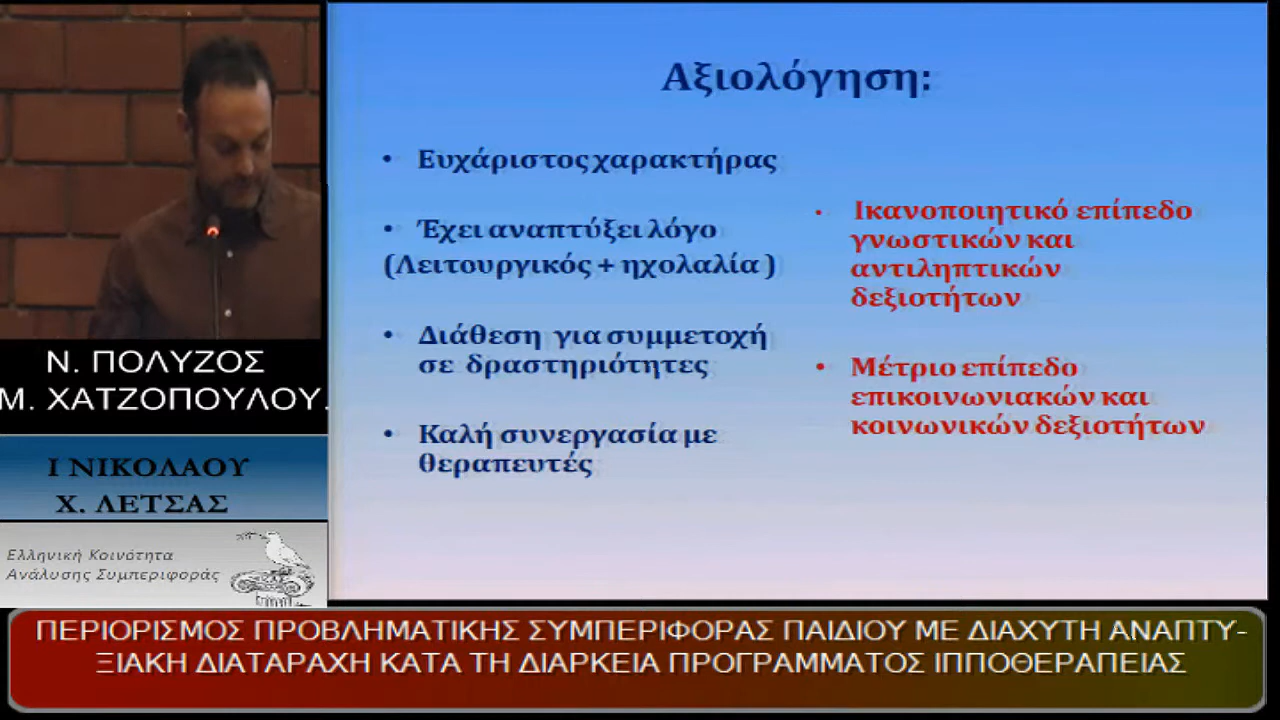 Αξιολόγηση:
• Ευχάριστος χαρακτήρας
• Έχει αναπτύξει λόγο
(Λειτουργικός + ηχολαλία )
• Διάθεση για συμμετοχή
σε δραστηριότητες
• Καλή συνεργασία με
θεραπευτές
• Ικανοποιητικό επίπεδο
γνωστικών και
αντιληπτικών
δεξιοτήτων
• Μέτριο επίπεδο
επικοινωνιακών και
κοινωνικών δεξιοτήτων
Ν. ΠΟΛΥΖΟΣ
Μ. ΧΑΤΖΟΠΟΥΛΟΥ.
Ι ΝΙΚΟΛΑΟΥ
Χ. ΛΕΤΣΑΣ
Ελληνική Κοινότητα
Ανάλυσης Συμπεριφοράς
ΠΕΡΙΟΡΙΣΜΟΣ ΠΡΟΒΛΗΜΑΤΙΚΗΣ ΣΥΜΠΕΡΙΦΟΡΑΣ ΠΑΙΔΙΟΥ ΜΕ ΔΙΑΧΥΤΗ ΑΝΑΠΤΥ-
ΞΙΑΚΗ ΔΙΑΤΑΡΑΧΗ ΚΑΤΑ ΤΗ ΔΙΑΡΚΕΙΑ ΠΡΟΓΡΑΜΜΑΤΟΣ ΙΠΠΟΘΕΡΑΠΕΙΑΣ